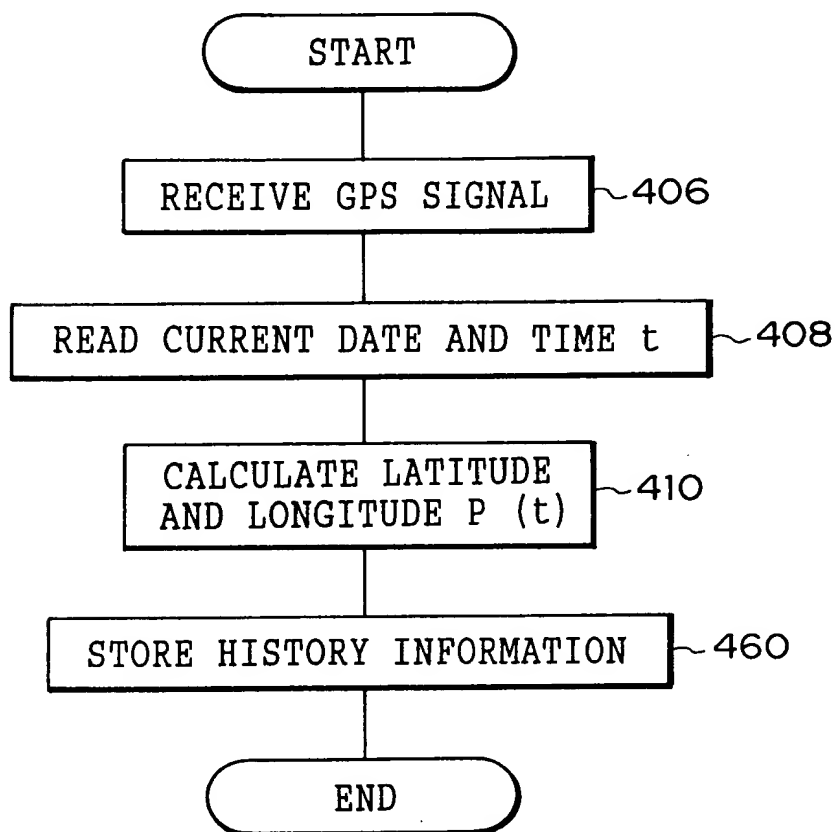 START
RECEIVE GPS SIGNAL
406
READ CURRENT DATE AND TIME t
408
CALCULATE LATITUDE
AND LONGITUDE P (t)
410
STORE HISTORY INFORMATION
460
END